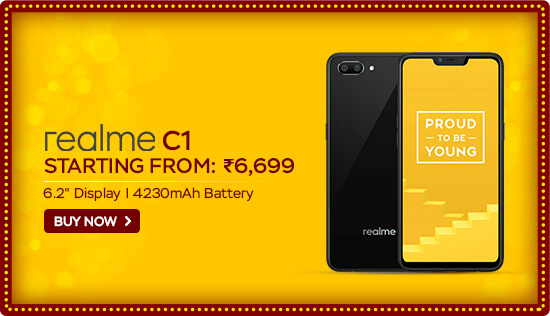 realme C1
STARTING FROM: ₹6,699
6.2" Display | 4230mAh Battery
BUY NOW >
realme
PROUD
TO BE
YOUNG